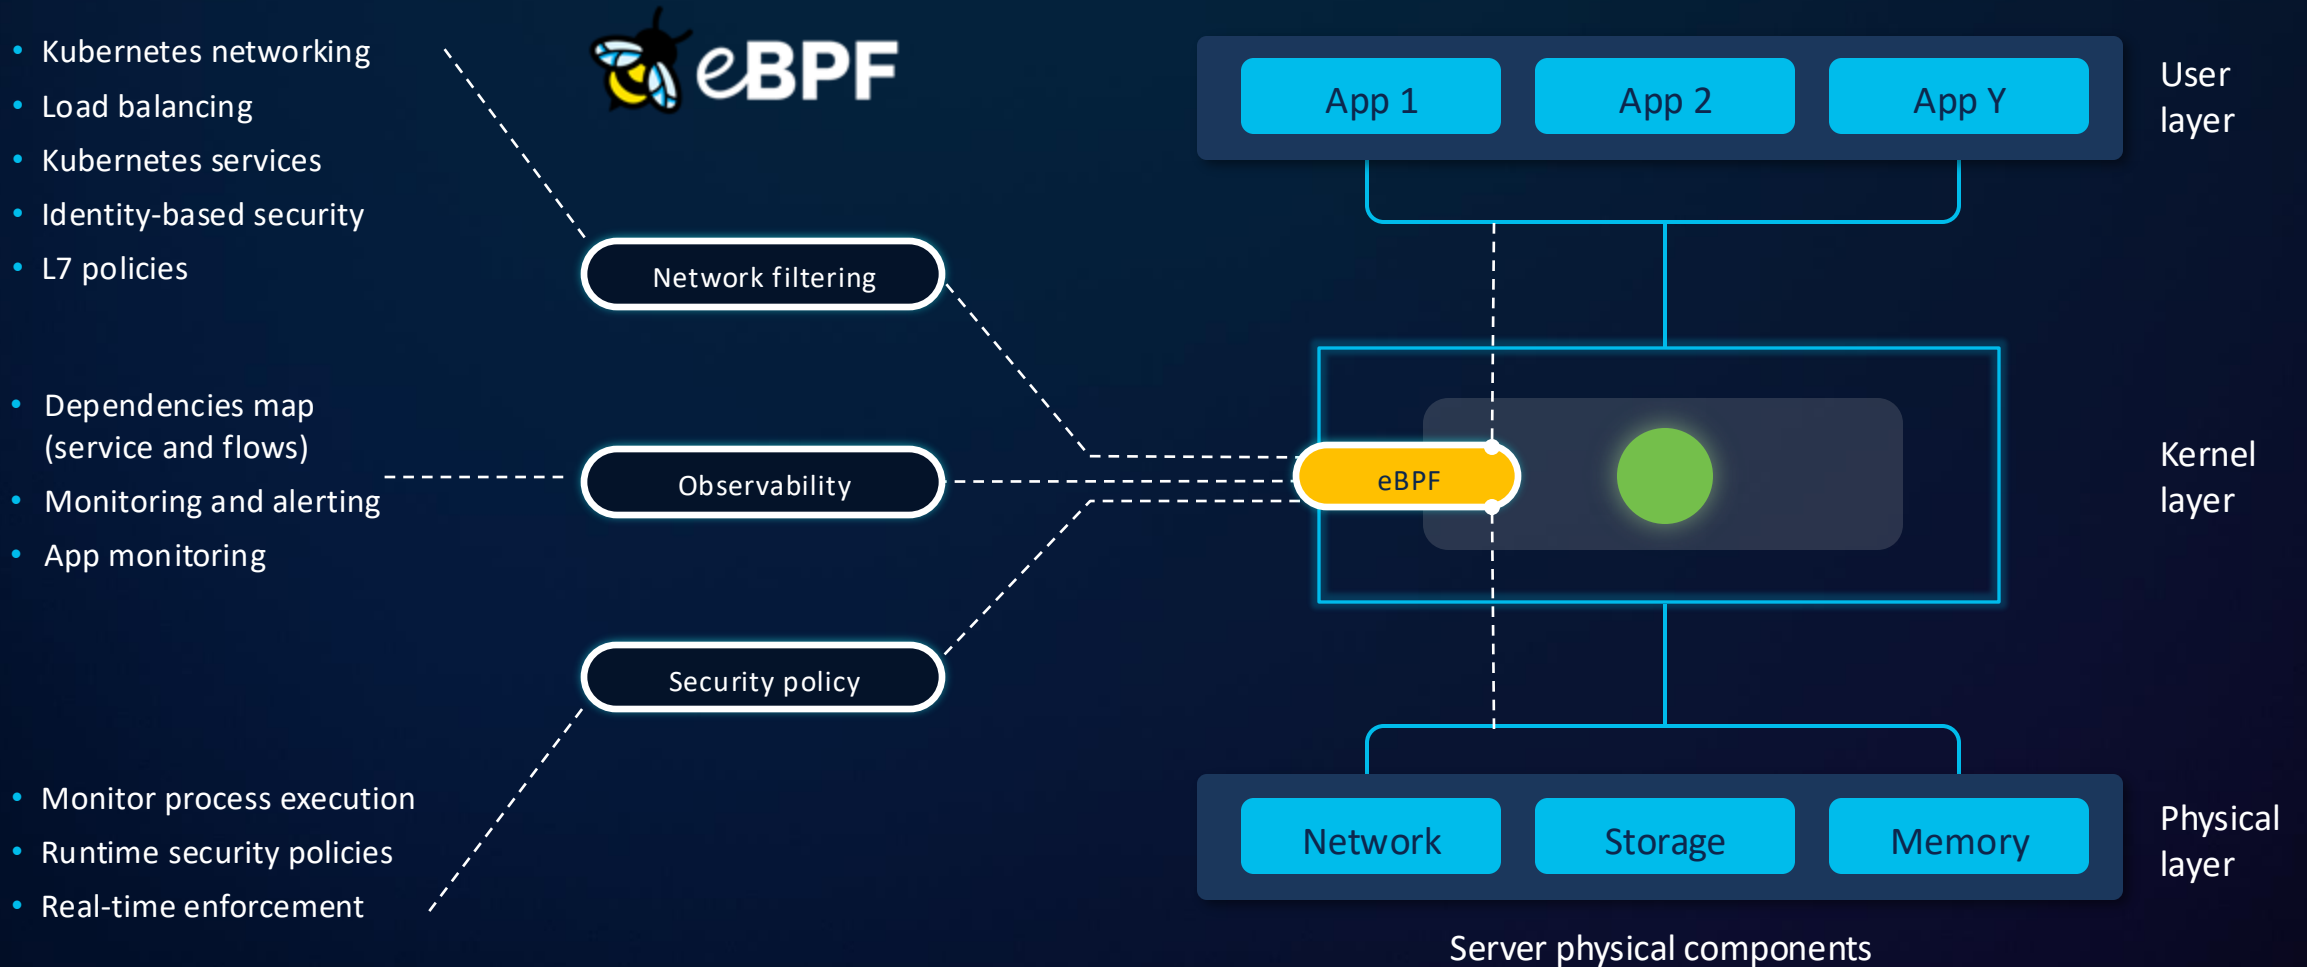 Kubernetes networking
Load balancing
Kubernetes services
Identity-based security
L7 policies
eBPF
Network filtering
Dependencies map
(service and flows)
Monitoring and alerting
App monitoring
Observability
Security policy
Monitor process execution
Runtime security policies
Real-time enforcement
App 1
App 2
App Y
User
layer
eBPF
Kernel
layer
Network
Storage
Memory
Physical
layer
Server physical components